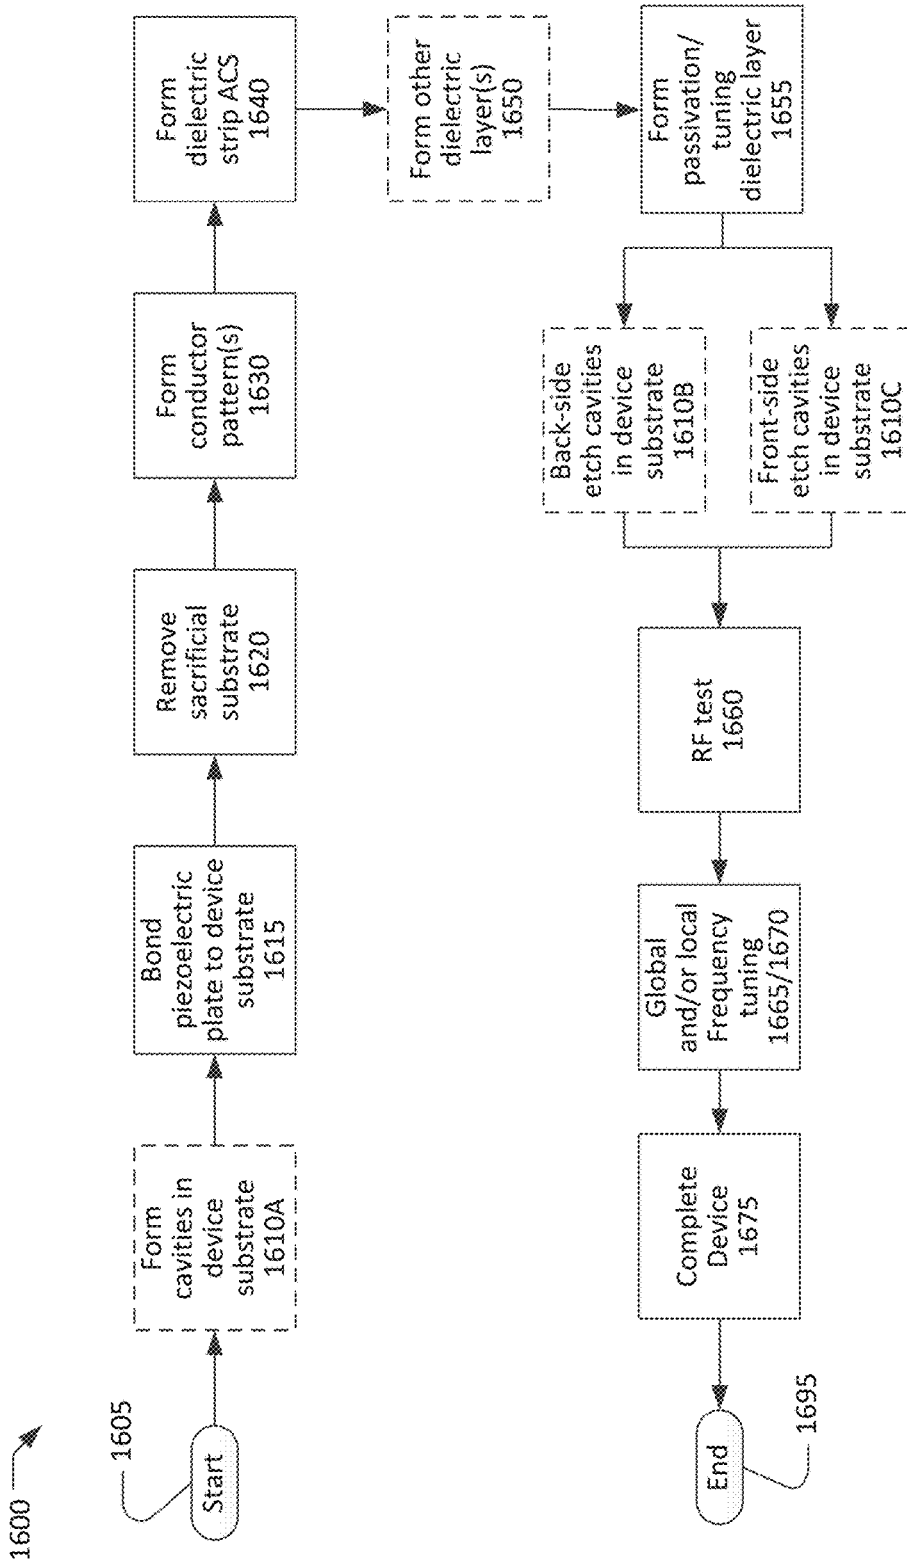 1600
1605
Start
Form
cavities in
device
substrate
1610A
Bond
piezoelectric
plate to device
substrate
1615
Remove
sacrificial
substrate
1620
Form
conductor
pattern(s)
1630
Form
dielectric
strip ACS
1640
Form other
dielectric
layer(s)
1650
Form
passivation/
tuning
dielectric layer
1655
Back-side
etch cavities
in device
substrate
1610B
Front-side
etch cavities
in device
substrate
1610C
RF test
1660
Global
and/or local
Frequency
tuning
1665/1670
Complete
Device
1675
End
1695